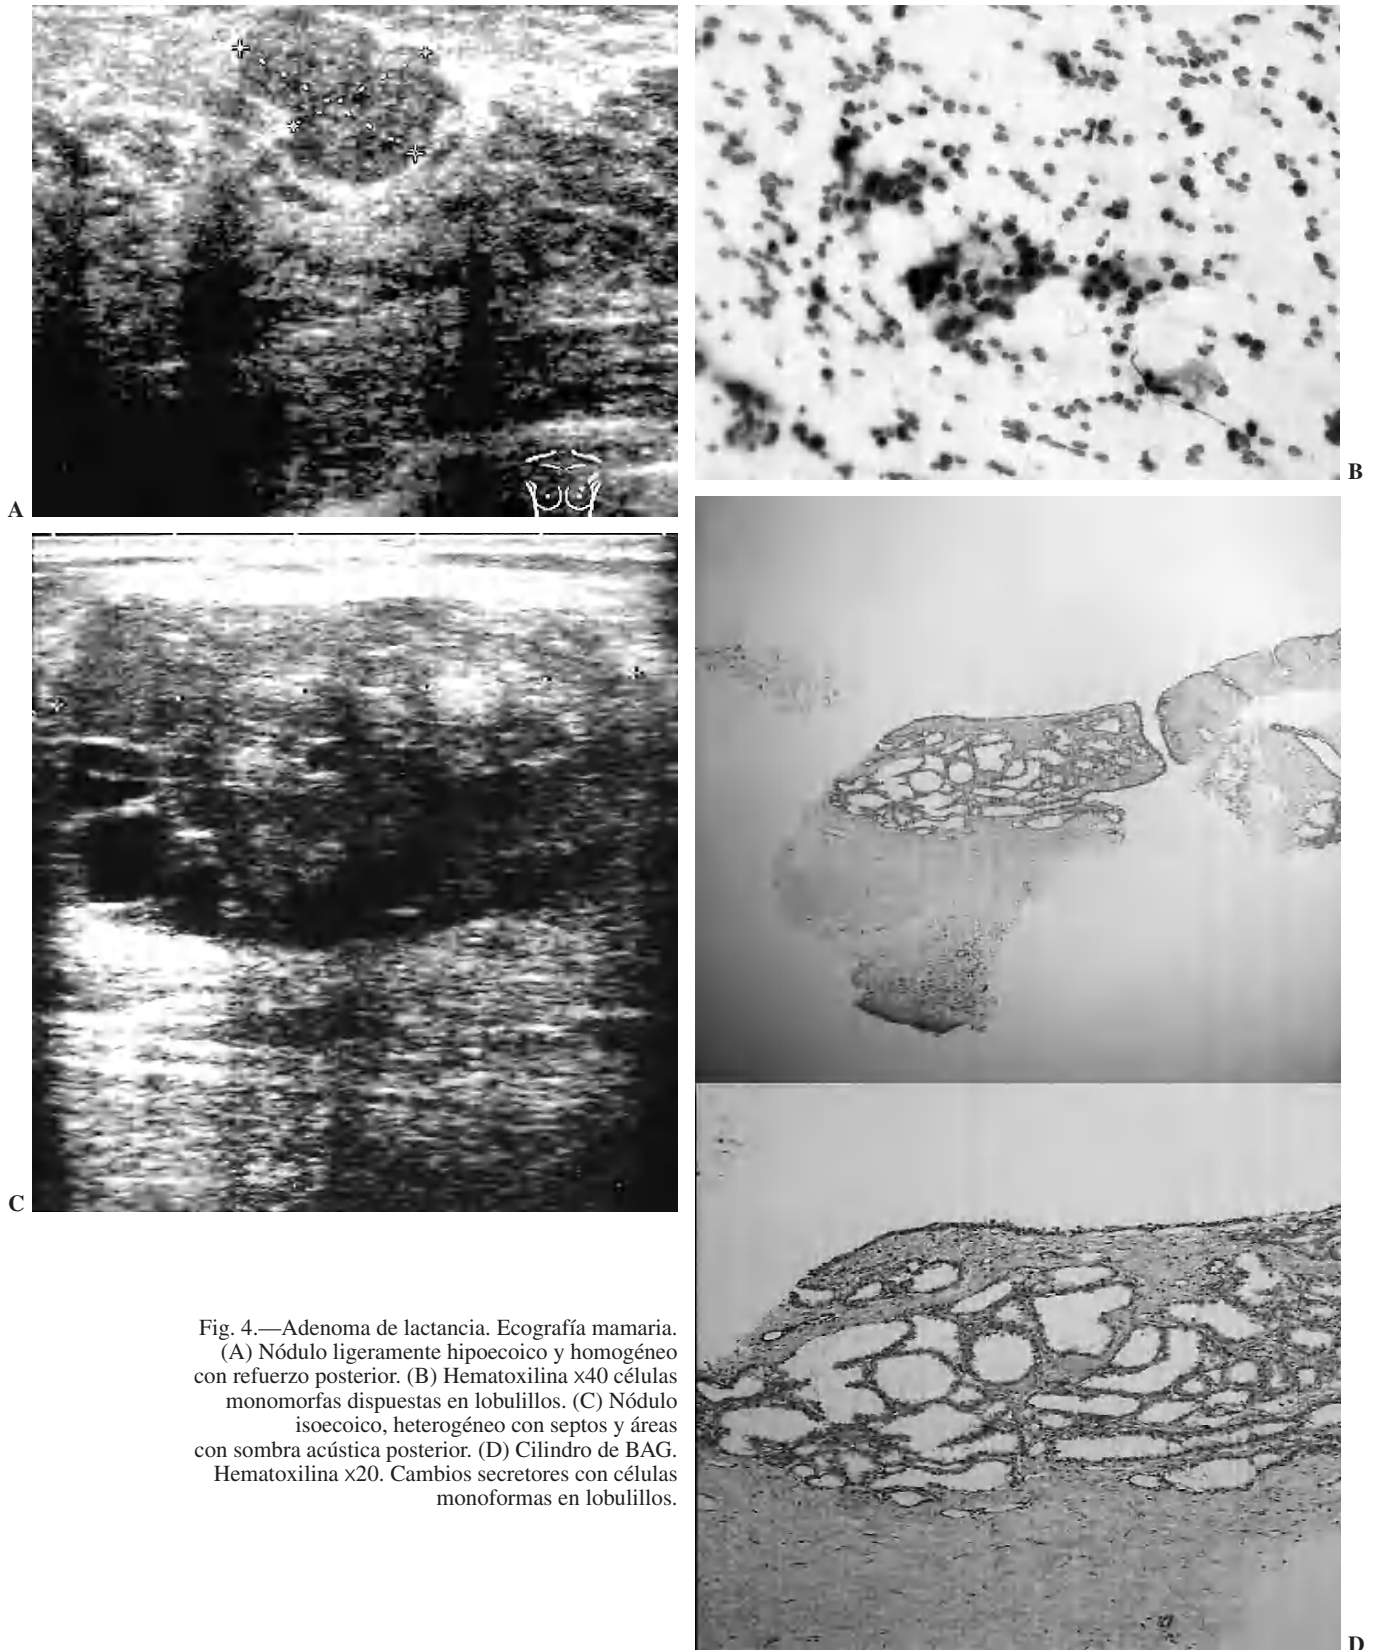 A
B
C
Fig. 4.—Adenoma de lactancia. Ecografía mamaria.
(A) Nódulo ligeramente hipoecoico y homogéneo
con refuerzo posterior. (B) Hematoxilina ×40 células
monomorfas dispuestas en lobulillos. (C) Nódulo
isoecoico, heterogéneo con septos y áreas
con sombra acústica posterior. (D) Cilindro de BAG.
Hematoxilina ×20. Cambios secretores con células
monoformas en lobulillos.
D